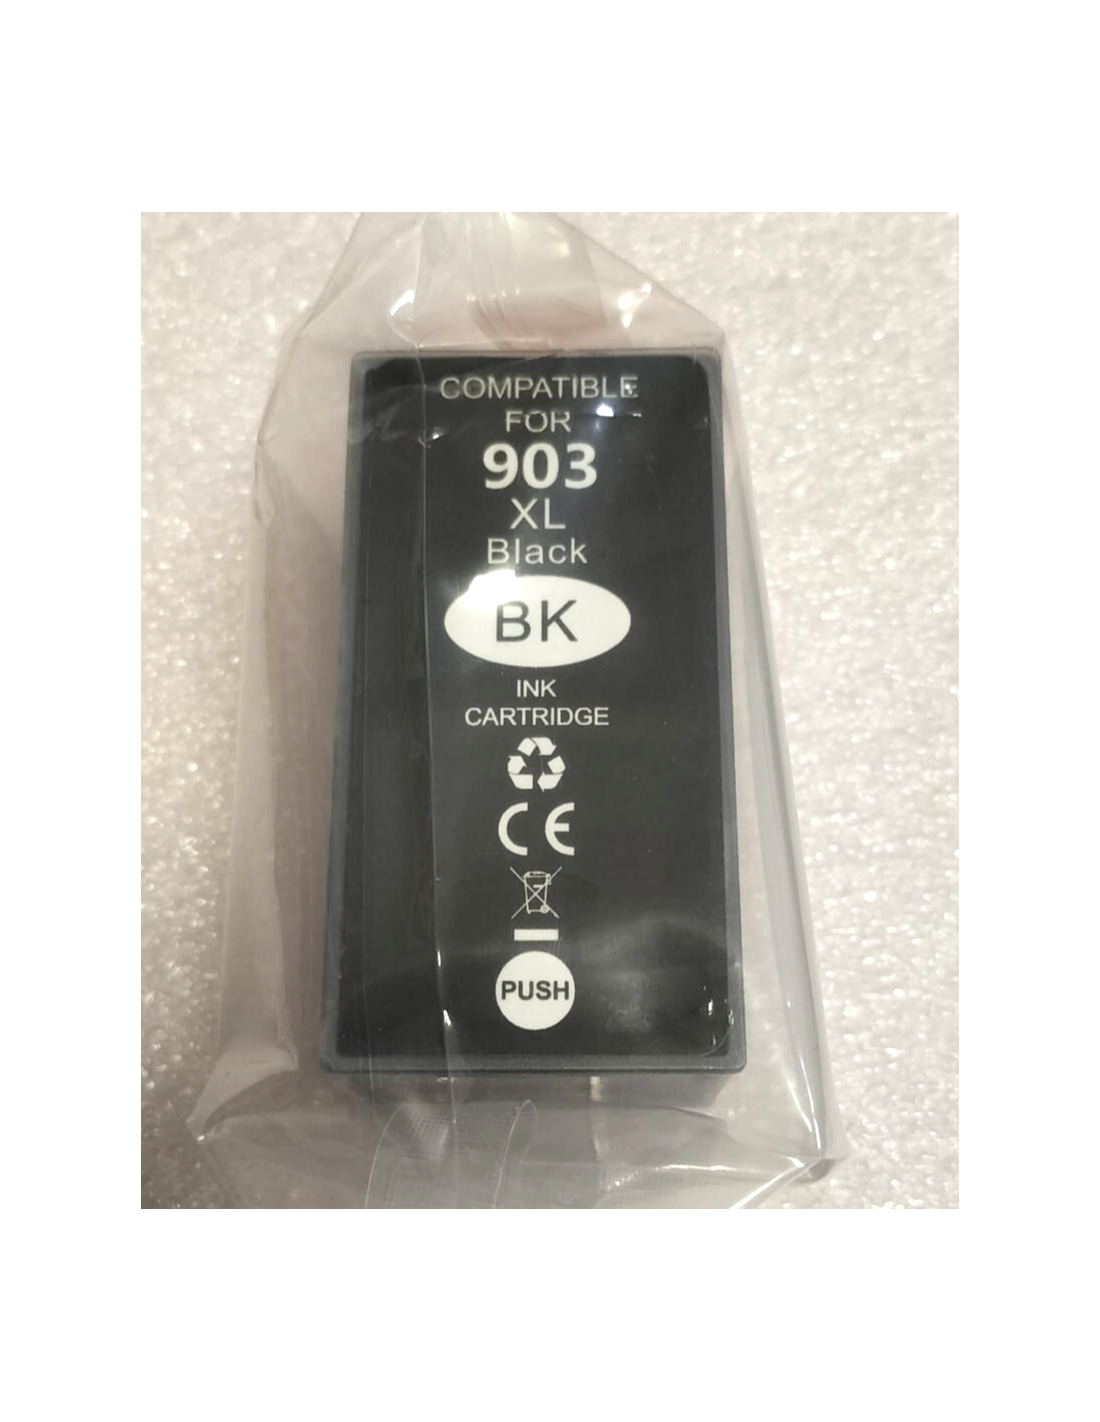 COMPATIBLE
FOR
903
XL
Black
BK
INK
CARTRIDGE
CE
PUSH